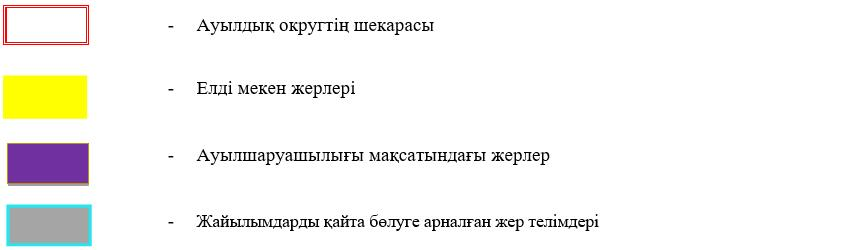 - Ауылдық округтің шекарасы
- Елді мекен жерлері
- Ауылшаруашылығы мақсатындағы жерлер
- Жайылымдарды қайта бөлуге арналған жер телімдері